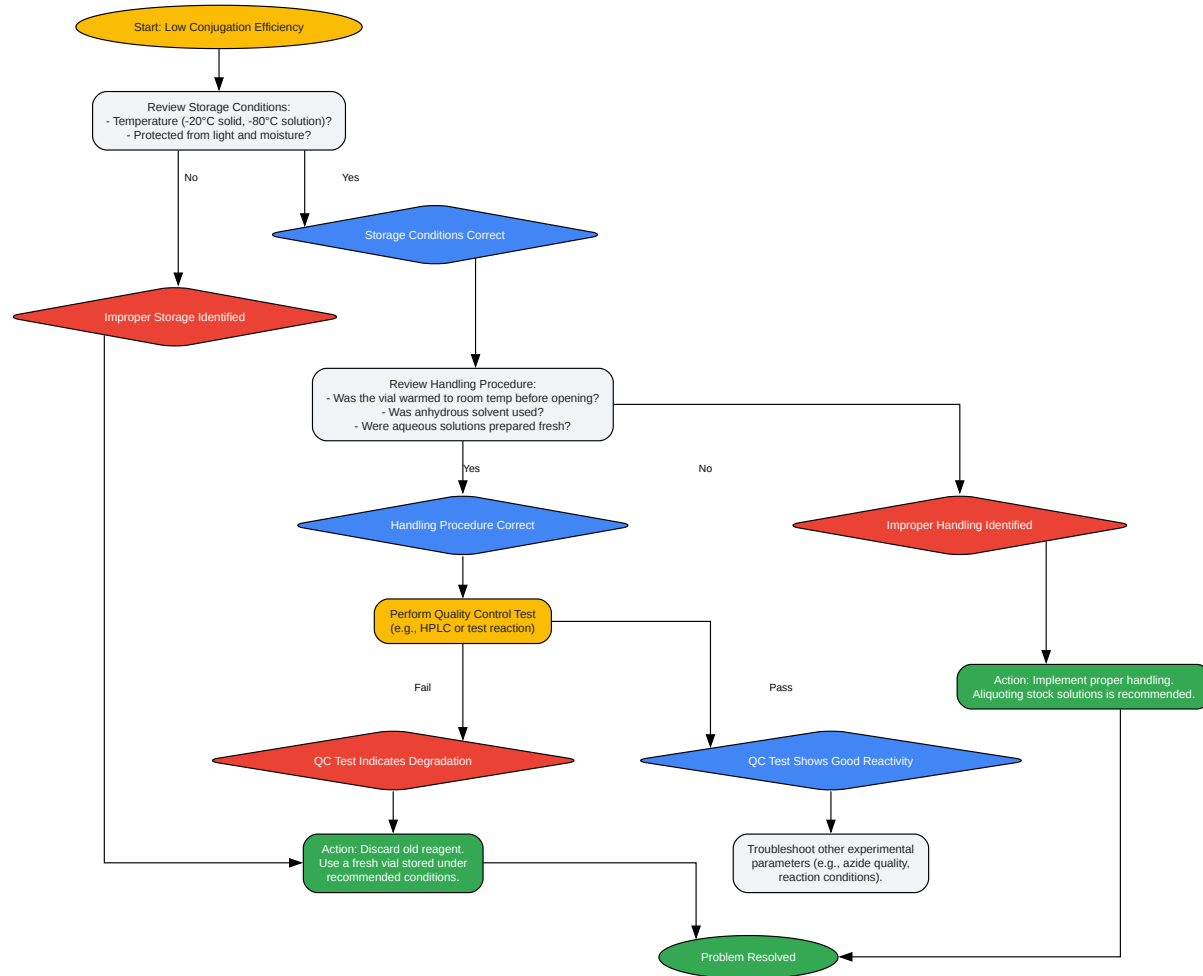 Start: Low Conjugation Efficiency
Review Storage Conditions:
- Temperature (-20°C solid, -80°C solution)?
- Protected from light and moisture?
No
Yes
Storage Conditions Correct
Improper Storage Identified
Review Handling Procedure:
- Was the vial warmed to room temp before opening?
- Was anhydrous solvent used?
- Were aqueous solutions prepared fresh?
Yes
No
Handling Procedure Correct
Improper Handling Identified
Perform Quality Control Test
(e.g., HPLC or test reaction)
Fail
Pass
Action: Implement proper handling.
Aliquoting stock solutions is recommended.
QC Test Indicates Degradation
QC Test Shows Good Reactivity
Action: Discard old reagent.
Use a fresh vial stored under
recommended conditions.
Troubleshoot other experimental
parameters (e.g., azide quality,
reaction conditions).
Problem Resolved